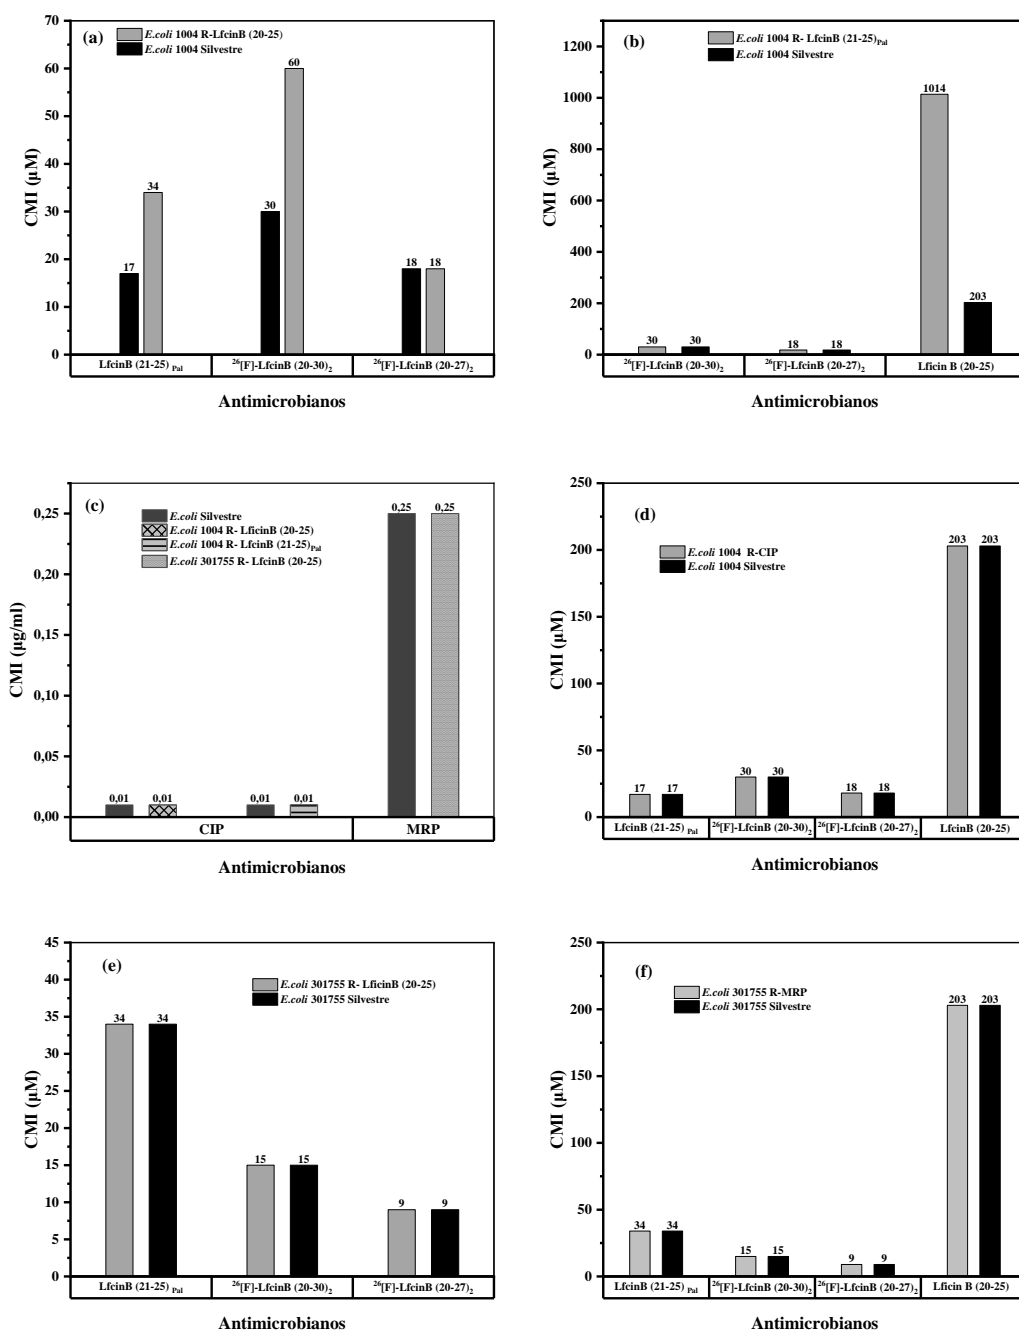 (a)
E.coli 1004 R-LfcinB (20-25)
E.coli 1004 Silvestre
CMI (µM)
70
60
50
40
30
20
10
0
17
34
30
60
18
18
LfcinB (21-25) Pal
26[F]-LfcinB (20-30)2
26[F]-LfcinB (20-27)2
Antimicrobianos
(b)
E.coli 1004 R- LfcinB (21-25)Pal
E.coli 1004 Silvestre
CMI (µM)
1200
1000
800
600
400
200
0
30
30
18
18
1014
203
26[F]-LfcinB (20-30)2
26[F]-LfcinB (20-27)2
Lficin B (20-25)
Antimicrobianos
(c)
E.coli Silvestre
E.coli 1004 R- LficinB (20-25)
E.coli 1004 R- LfcinB (21-25)Pal
E.coli 301755 R- LfcinB (20-25)
CMI (µg/ml)
0,25
0,20
0,15
0,10
0,05
0,00
0,01
0,01
0,01
0,01
0,25
0,25
CIP
MRP
Antimicrobianos
(d)
E.coli 1004  R-CIP
E.coli 1004 Silvestre
CMI (µM)
250
200
150
100
50
0
17
17
30
30
18
18
203
203
LfcinB (21-25) Pal
26[F]-LfcinB (20-30)2
26[F]-LfcinB (20-27)2
LfcinB (20-25)
Antimicrobianos
(e)
E.coli 301755 R- LficinB (20-25)
E.coli 301755 Silvestre
CMI (µM)
45
40
35
30
25
20
15
10
5
0
34
34
15
15
9
9
LfcinB (21-25) Pal
26[F]-LfcinB (20-30)2
26[F]-LfcinB (20-27)2
Antimicrobianos
(f)
E.coli 301755 R-MRP
E.coli 301755 Silvestre
CMI (µM)
250
200
150
100
50
0
34
34
15
15
9
9
203
203
LfcinB (21-25) Pal
26[F]-LfcinB (20-30)2
26[F]-LfcinB (20-27)2
Lficin B (20-25)
Antimicrobianos